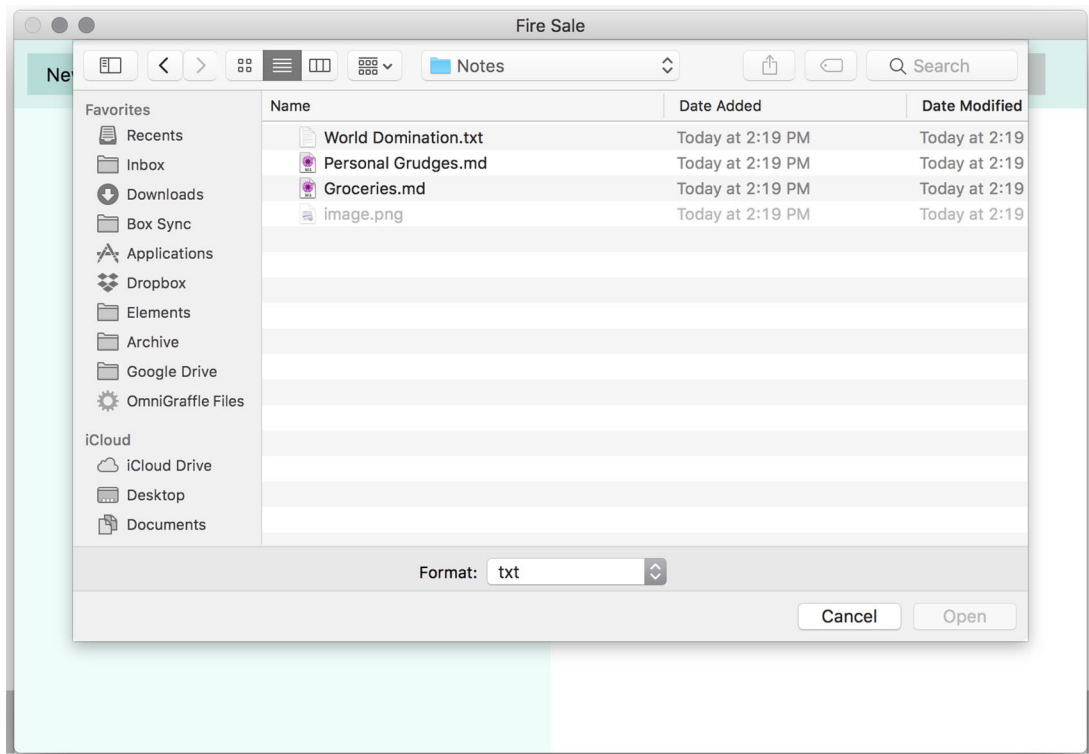 Fire Sale
Notes
Search
Favorites
Recents
Inbox
Downloads
Box Sync
Applications
Dropbox
Elements
Archive
Google Drive
OmniGraffle Files
iCloud
iCloud Drive
Desktop
Documents
Name Date Added Date Modified
World Domination.txt Today at 2:19 PM Today at 2:19
Personal Grudges.md Today at 2:19 PM Today at 2:19
Groceries.md Today at 2:19 PM Today at 2:19
image.png Today at 2:19 PM Today at 2:19
Format: txt
Cancel Open